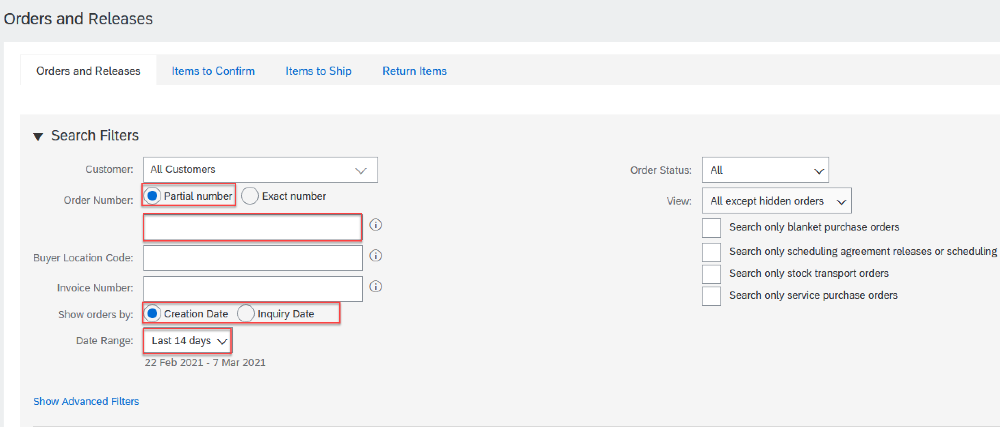 Orders and Releases
Orders and Releases
Items to Confirm
Items to Ship
Return Items
Search Filters
Customer:
All Customers
Order Number:
Partial number
Exact number
Buyer Location Code:
Invoice Number:
Show orders by:
Creation Date
Inquiry Date
Date Range:
Last 14 days
22 Feb 2021 - 7 Mar 2021
Order Status:
All
View:
All except hidden orders
Search only blanket purchase orders
Search only scheduling agreement releases or scheduling
Search only stock transport orders
Search only service purchase orders
Show Advanced Filters